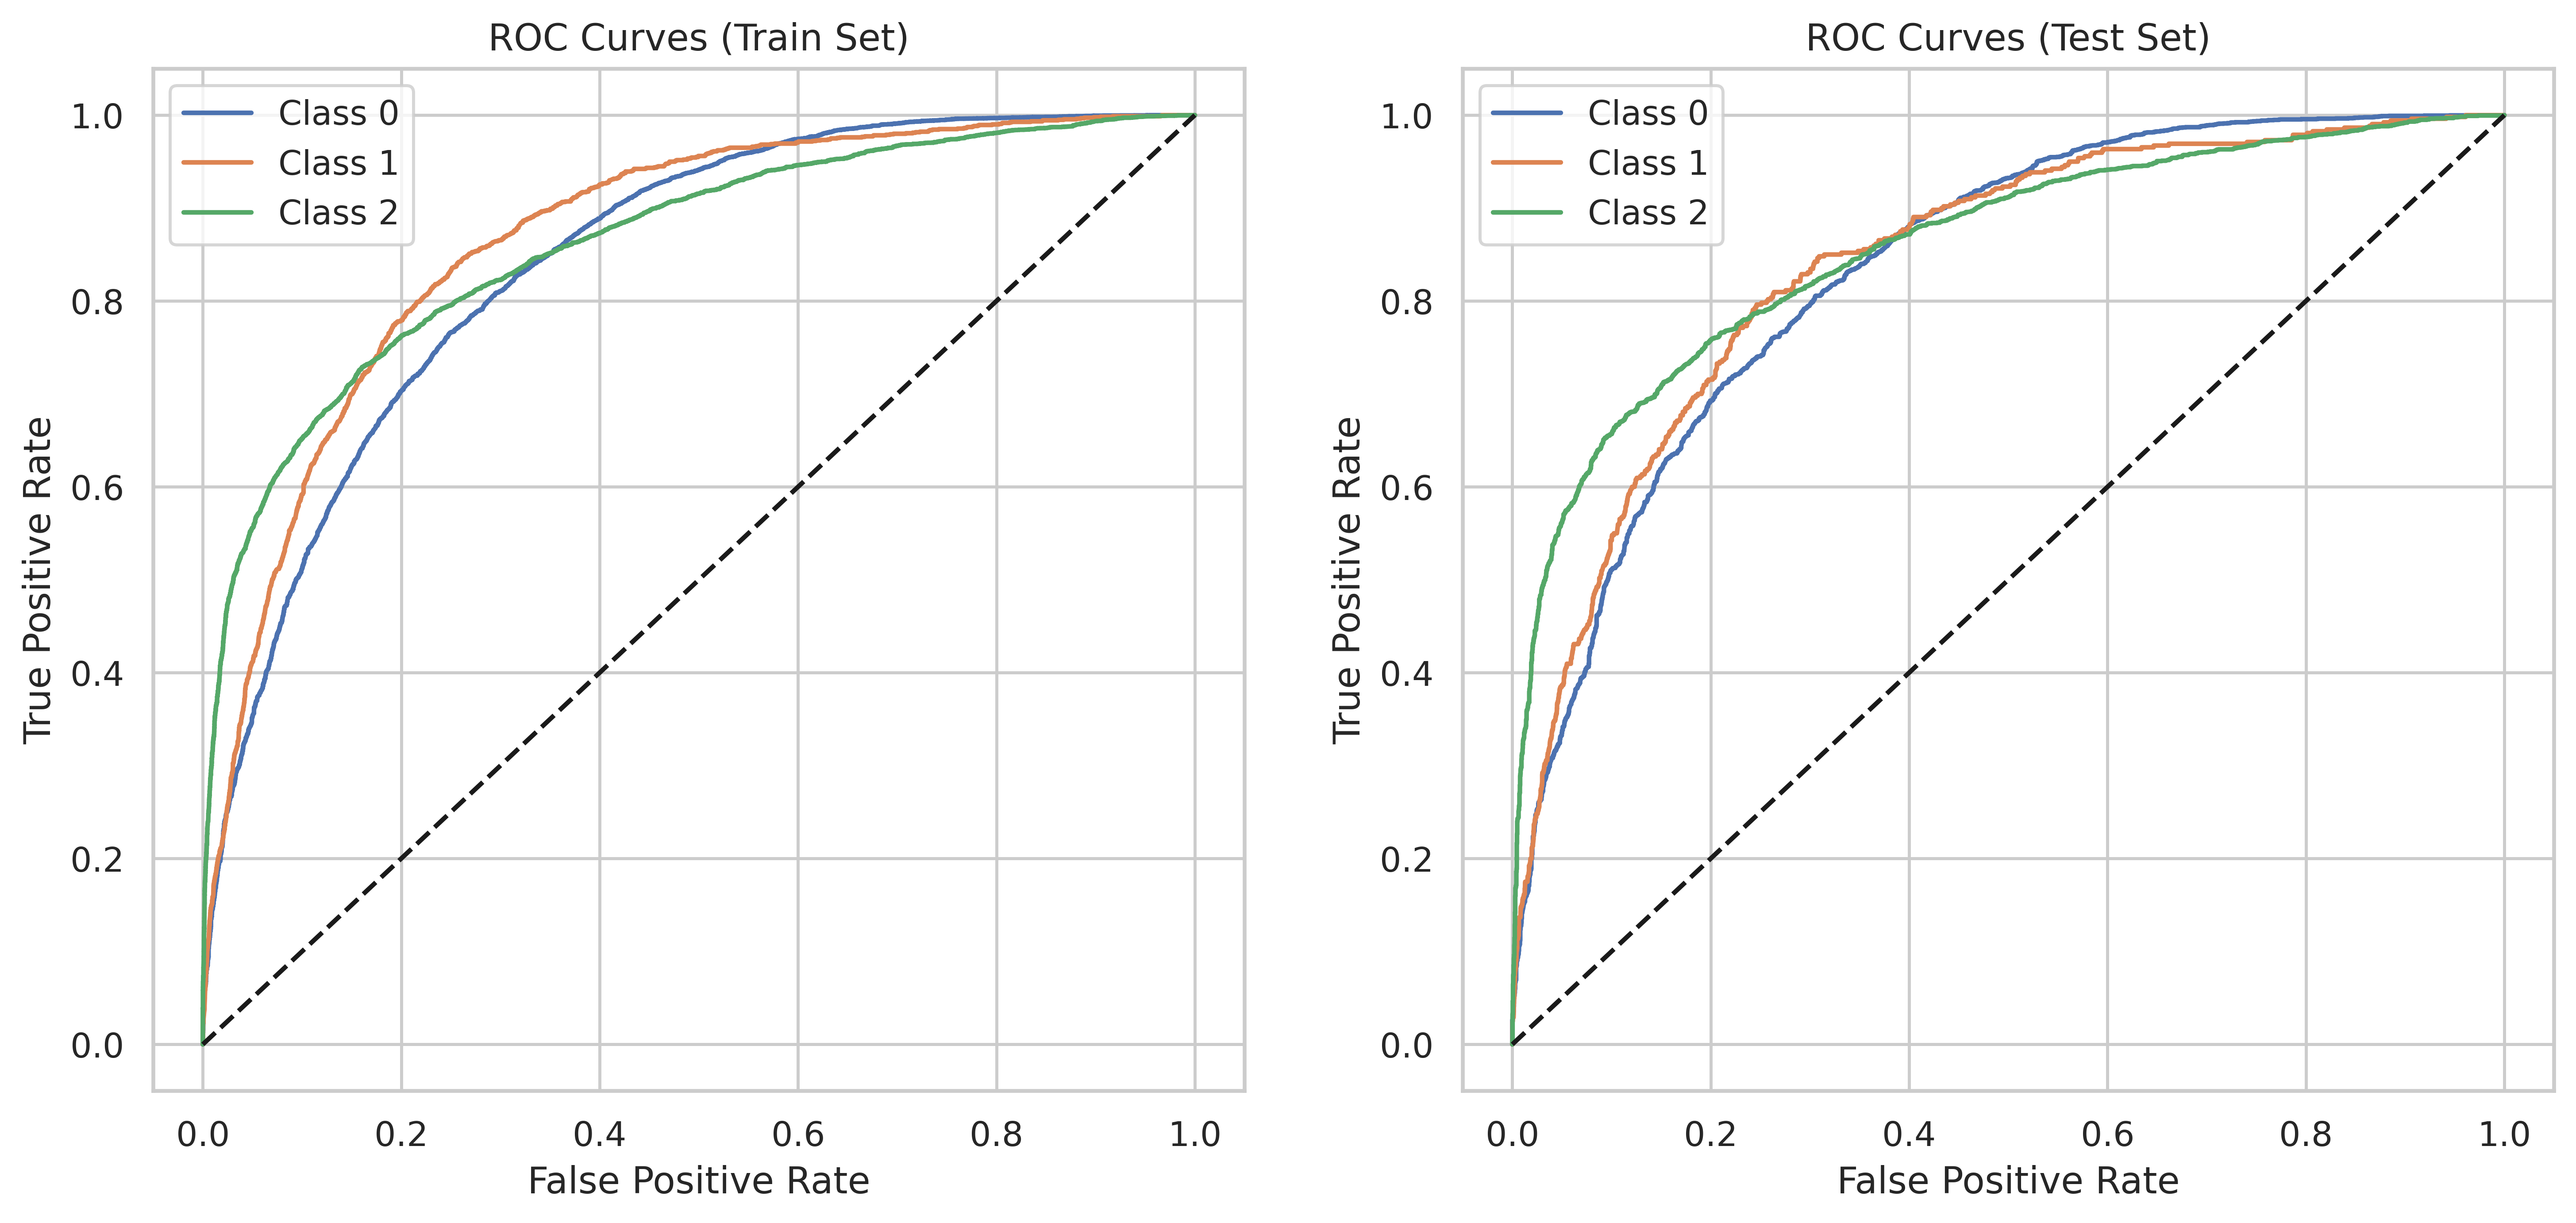 ROC Curves (Train Set)
Class 0
Class 1
Class 2
True Positive Rate
1.0
0.8
0.6
0.4
0.2
0.0
0.0 0.2 0.4 0.6 0.8 1.0
False Positive Rate
ROC Curves (Test Set)
Class 0
Class 1
Class 2
True Positive Rate
1.0
0.8
0.6
0.4
0.2
0.0
0.0 0.2 0.4 0.6 0.8 1.0
False Positive Rate